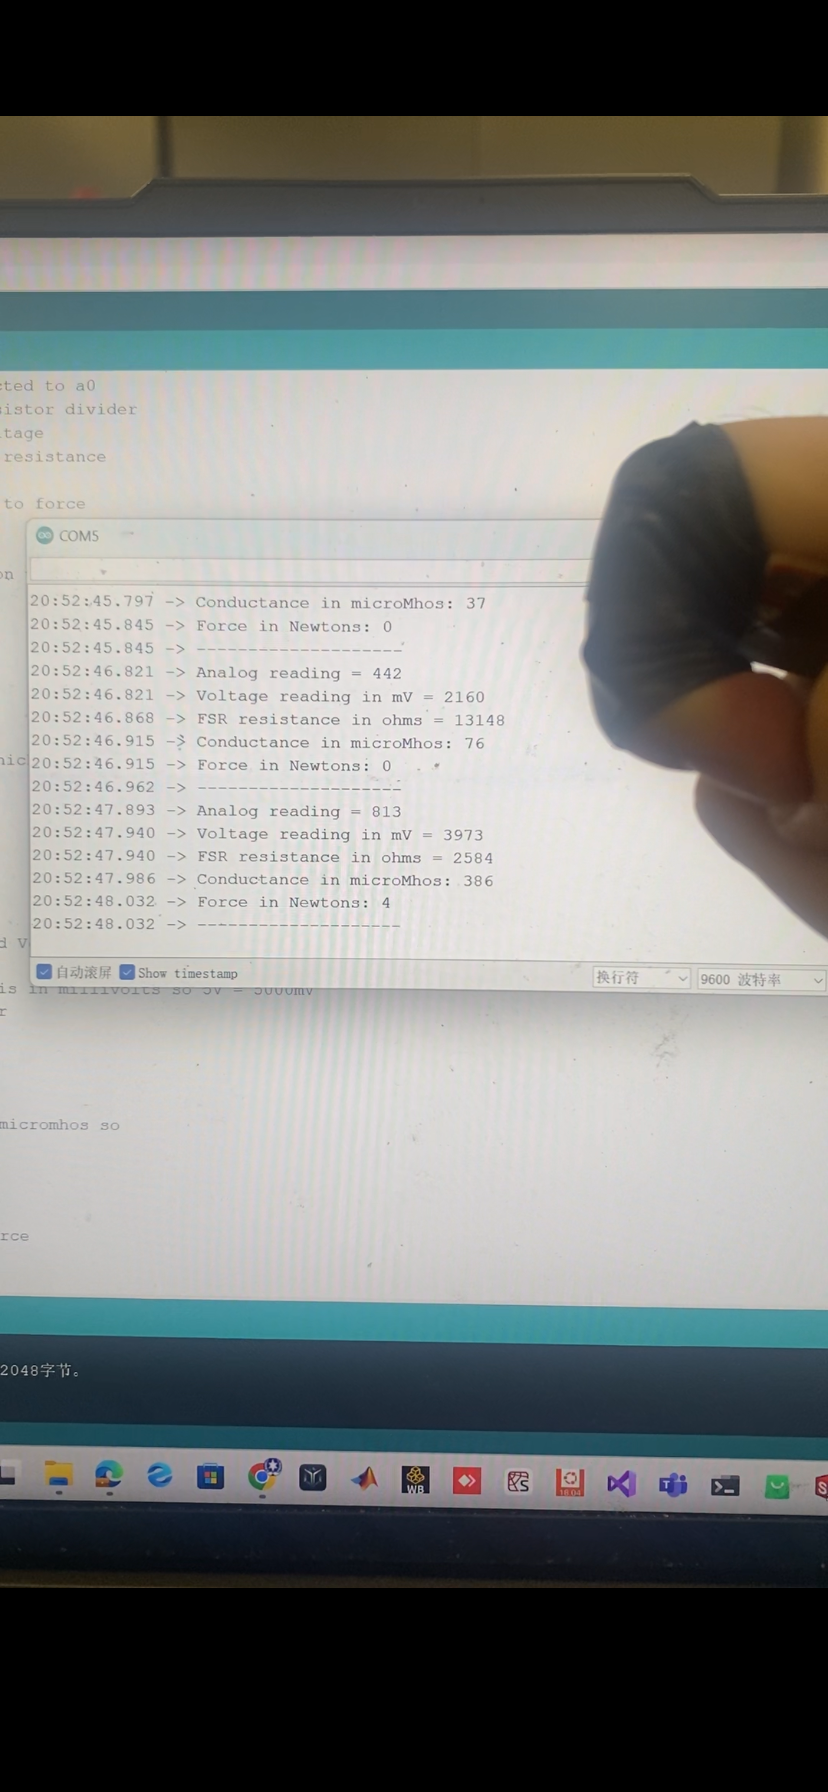 cted to a0
sistor divider
tage
resistance
to force
COM5
on
20:52:45.797 -> Conductance in microMhos: 37
20:52:45.845 -> Force in Newtons: 0
20:52:45.845 -> --------------------
20:52:46.821 -> Analog reading = 442
20:52:46.821 -> Voltage reading in mV = 2160
20:52:46.868 -> FSR resistance in ohms = 13148
20:52:46.915 -> Conductance in microMhos: 76
nic
20:52:46.915 -> Force in Newtons: 0
20:52:46.962 -> --------------------
20:52:47.893 -> Analog reading = 813
20:52:47.940 -> Voltage reading in mV = 3973
20:52:47.940 -> FSR resistance in ohms = 2584
20:52:47.986 -> Conductance in microMhos: 386
20:52:48.032 -> Force in Newtons: 4
20:52:48.032 -> --------------------
d V
自动滚屏 Show timestamp 换行符 9600 波特率
is in millivolts so 5V = 5000mV
r
micromhos so
rce
2048字节。
WB
18.04